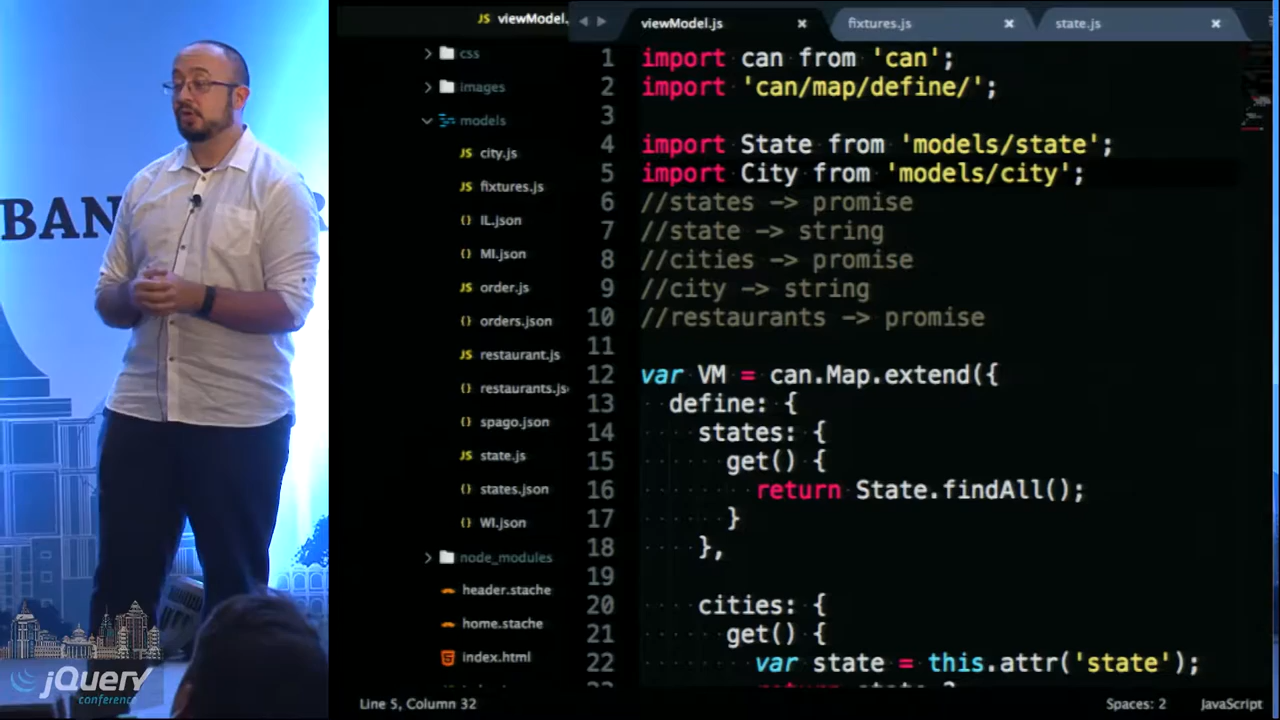 BAN
jQuery
conference
viewModel.
css
images
models
city.js
fixtures.js
IL.json
MI.json
order.js
orders.json
restaurant.js
restaurants.js
spago.json
state.js
states.json
WI.json
node_modules
header.stache
home.stache
index.html
viewModel.js
fixtures.js
state.js
1 import can from 'can';
2 import 'can/map/define/';
3
4 import State from 'models/state';
5 import City from 'models/city';
6 //states -> promise
7 //state -> string
8 //cities -> promise
9 //city -> string
10 //restaurants -> promise
11
12 var VM = can.Map.extend({
13 define: {
14 states: {
15 get() {
16 return State.findAll();
17 }
18 },
19
20 cities: {
21 get() {
22 var state = this.attr('state');
Line 5, Column 32
Spaces: 2
JavaScript